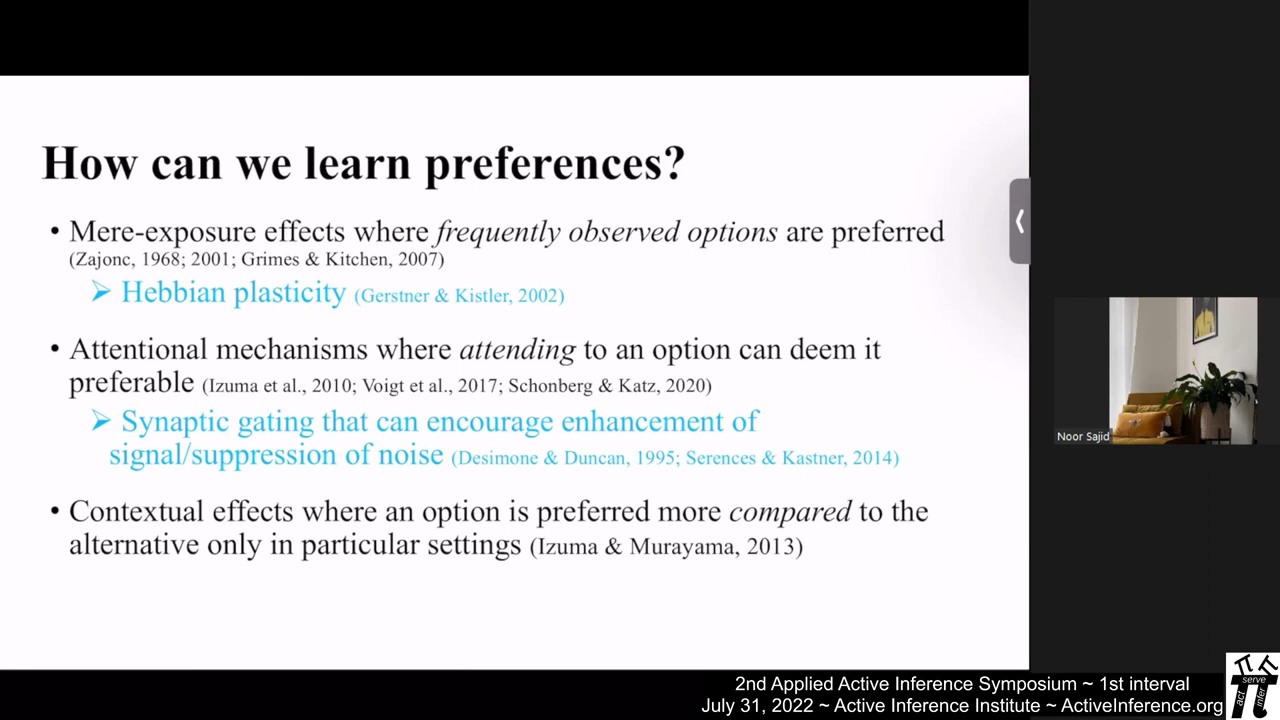 How can we learn preferences?
• Mere-exposure effects where frequently observed options are preferred
(Zajonc, 1968; 2001; Grimes & Kitchen, 2007)
➢ Hebbian plasticity (Gerstner & Kistler, 2002)
• Attentional mechanisms where attending to an option can deem it
preferable (Izuma et al., 2010; Voigt et al., 2017; Schonberg & Katz, 2020)
➢ Synaptic gating that can encourage enhancement of
signal/suppression of noise (Desimone & Duncan, 1995; Serences & Kastner, 2014)
• Contextual effects where an option is preferred more compared to the
alternative only in particular settings (Izuma & Murayama, 2013)
Noor Sajid
2nd Applied Active Inference Symposium ~ 1st interval
July 31, 2022 ~ Active Inference Institute ~ ActiveInference.org
serve
act
infer